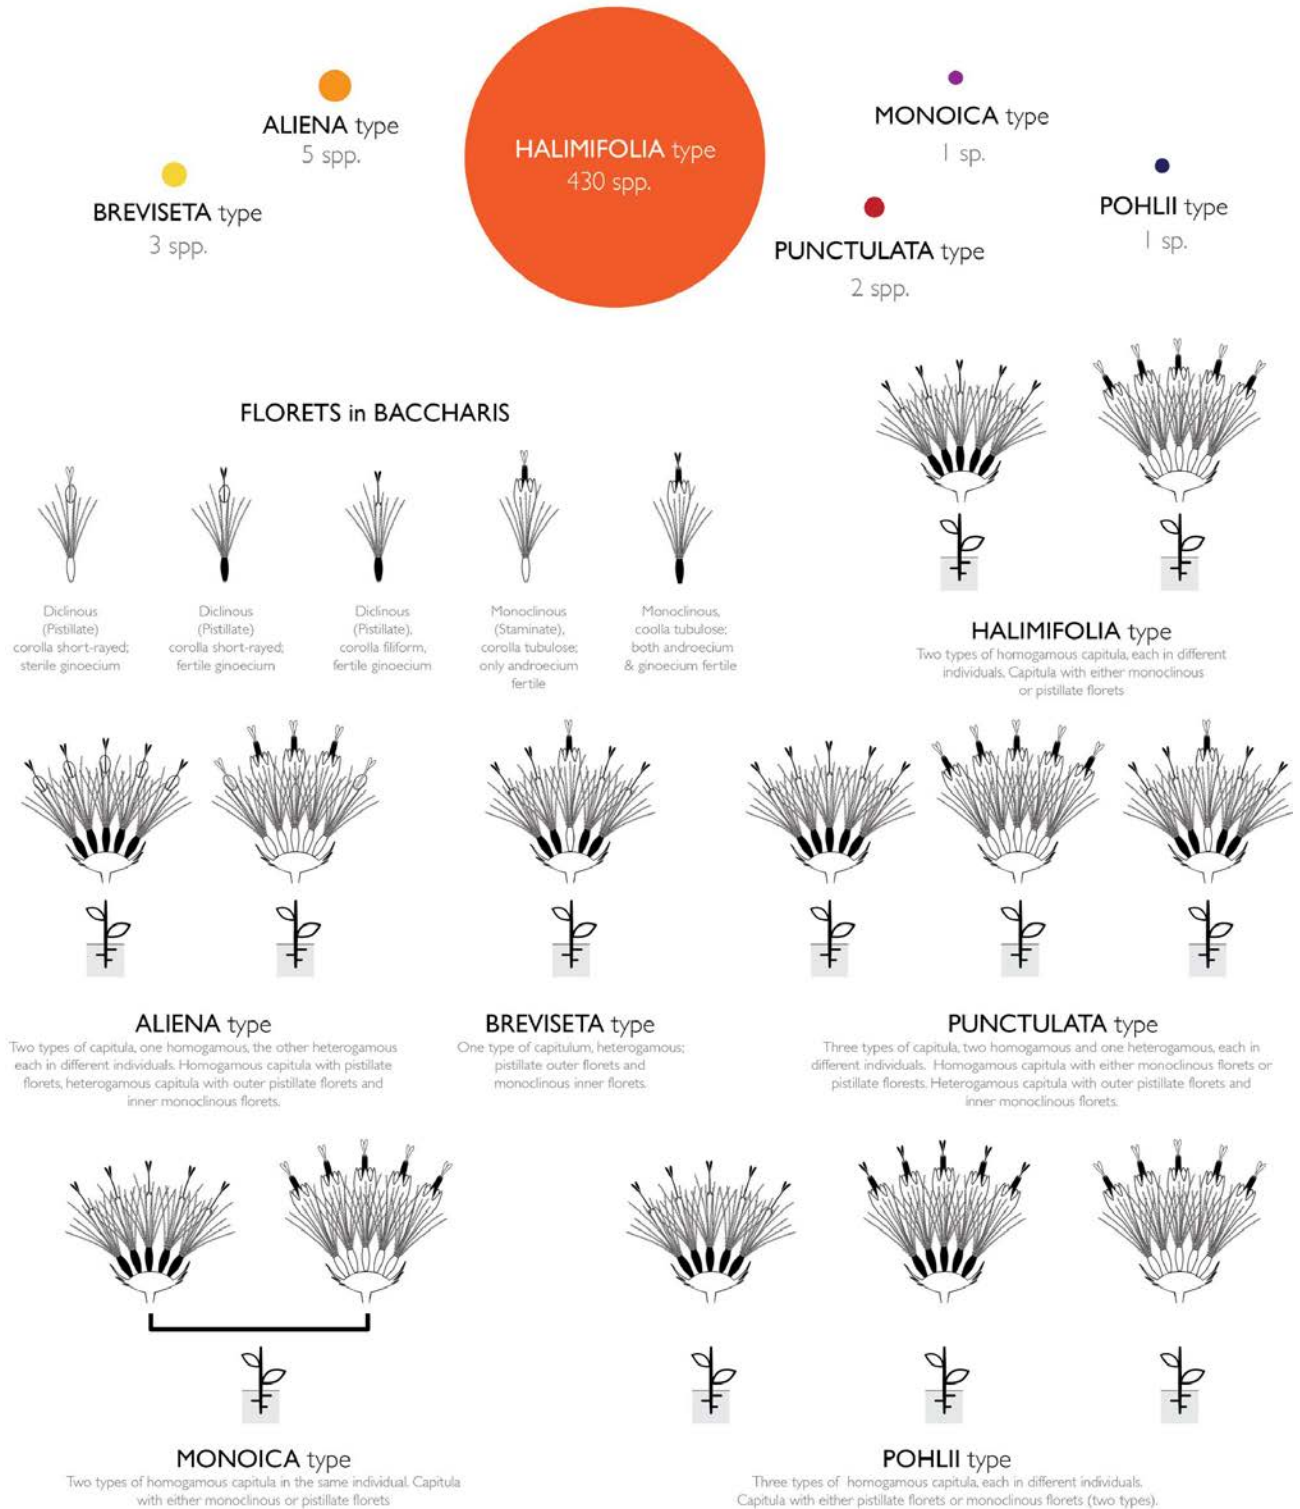 ALIENA type
5 spp.
BREVISETA type
3 spp.
HALIMIFOLIA type
430 spp.
MONOICA type
1 sp.
PUNCTULATA type
2 spp.
POHLII type
1 sp.
FLORETS in BACCHARIS
Diclinous
(Pistillate)
corolla short-rayed;
sterile ginoecium
Diclinous
(Pistillate)
corolla short-rayed;
fertile ginoecium
Diclinous
(Pistillate),
corolla filiform,
fertile ginoecium
Monoclinous
(Staminate),
corolla tubulose;
only androecium
fertile
Monoclinous,
coolla tubulose;
both androecium
& ginoecium fertile
HALIMIFOLIA type
Two types of homogamous capitula, each in different
individuals. Capitula with either monoclinous
or pistillate florets
ALIENA type
Two types of capitula, one homogamous, the other heterogamous
each in different individuals. Homogamous capitula with pistillate
florets, heterogamous capitula with outer pistillate florets and
inner monoclinous florets.
BREVISETA type
One type of capitulum, heterogamous;
pistillate outer florets and
monoclinous inner florets.
PUNCTULATA type
Three types of capitula, two homogamous and one heterogamous, each in
different individuals. Homogamous capitula with either monoclinous florets or
pistillate florests. Heterogamous capitula with outer pistillate florets and
inner monoclinous florets.
MONOICA type
Two types of homogamous capitula in the same individual. Capitula
with either monoclinous or pistillate florets
POHLII type
Three types of homogamous capitula, each in different individuals.
Capitula with either pistillate florets or monoclinous florets (two types).